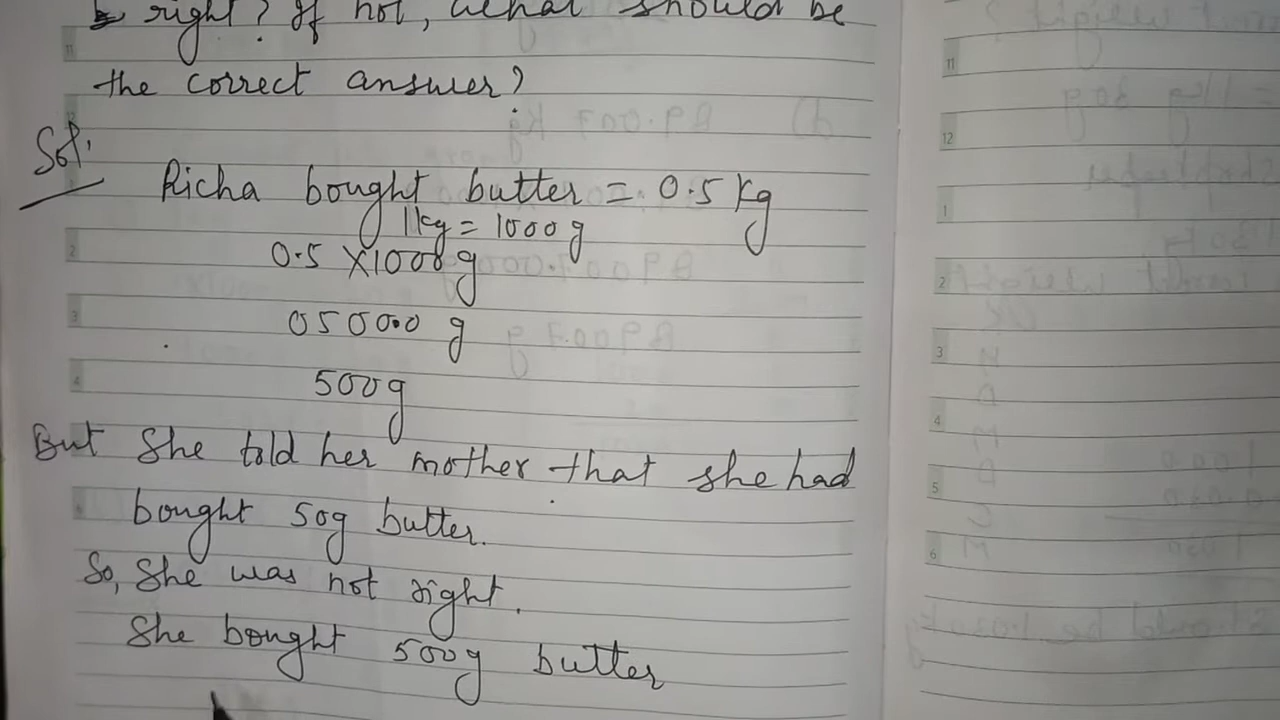 right? If not, what should be
the correct answer?
Sol.
Richa bought butter = 0.5 kg
1kg = 1000 g
0.5 × 1000 g
0500.0 g
500g
But She told her mother that she had
bought 50g butter.
So, She was not right.
She bought 500g butter